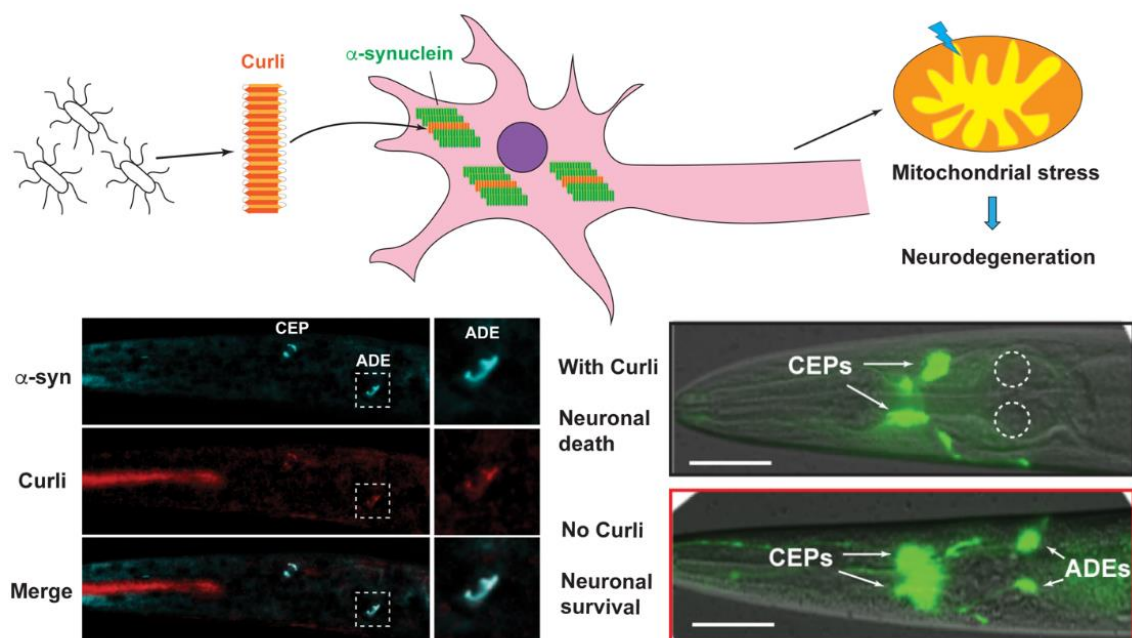 Curli
α-synuclein
Mitochondrial stress
Neurodegeneration
α-syn
CEP
ADE
ADE
Curli
Merge
With Curli
Neuronal
death
CEPs
No Curli
Neuronal
survival
CEPs
ADEs